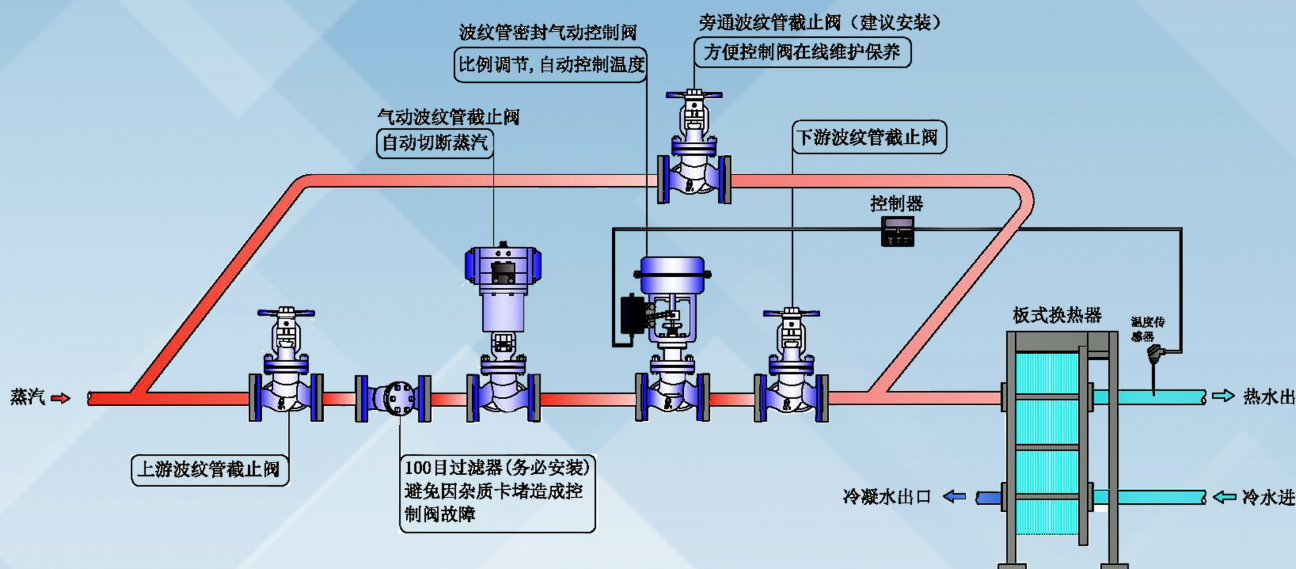 波纹管密封气动控制阀
比例调节,自动控制温度
旁通波纹管截止阀（建议安装）
方便控制阀在线维护保养
气动波纹管截止阀
自动切断蒸汽
下游波纹管截止阀
控制器
板式换热器
温度传
感器
蒸汽
热水出
上游波纹管截止阀
100目过滤器(务必安装)
避免因杂质卡堵造成控
制阀故障
冷凝水出口
冷水进